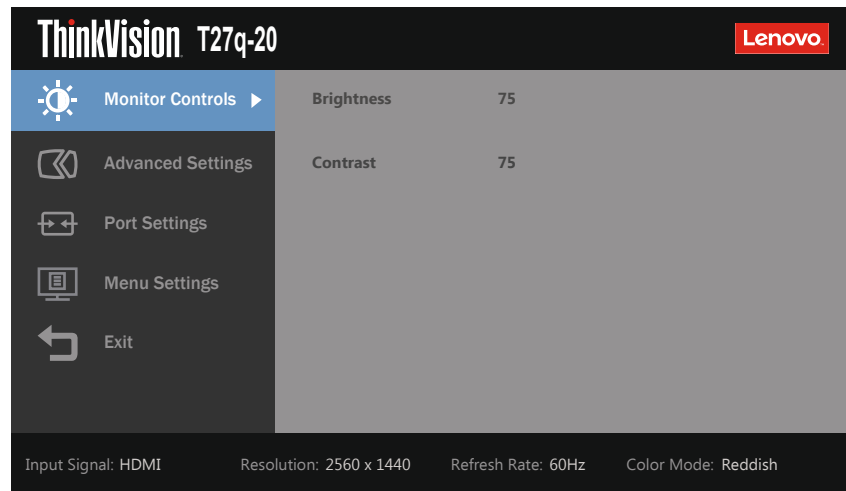 ThinkVision T27q-20 Lenovo.
Monitor Controls Brightness 75
Advanced Settings Contrast 75
Port Settings
Menu Settings
Exit
Input Signal: HDMI Resolution: 2560 x 1440 Refresh Rate: 60Hz Color Mode: Reddish